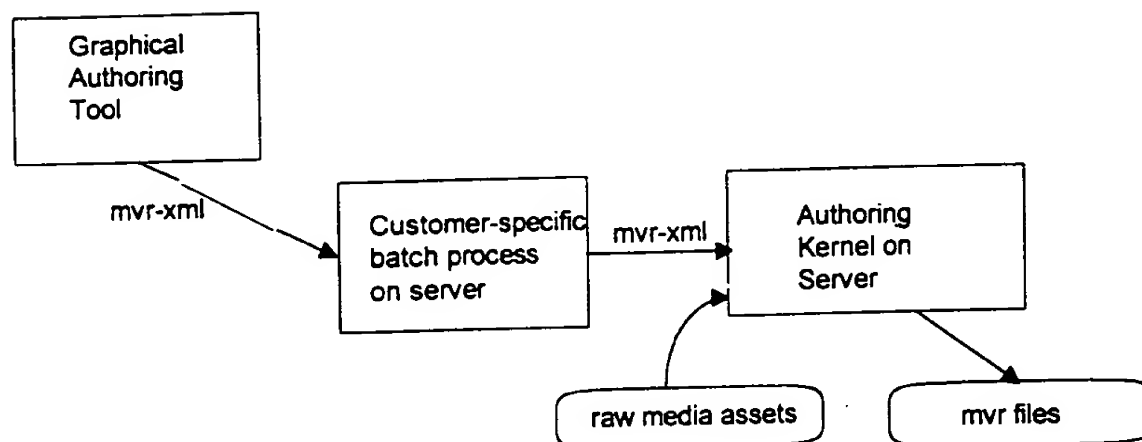 Graphical
Authoring
Tool
mvr-xml
Customer-specific
batch process
on server
mvr-xml
Authoring
Kernel on
Server
raw media assets
mvr files